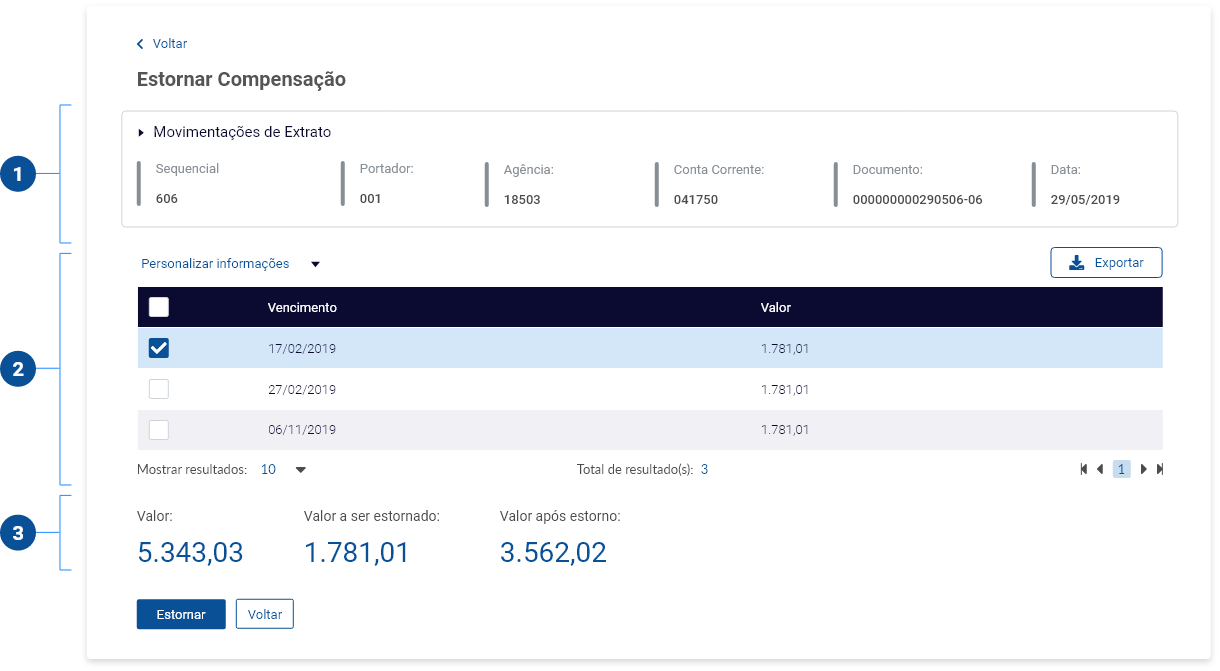 Voltar
Estornar Compensação
Movimentações de Extrato
Sequencial Portador: Agência: Conta Corrente: Documento: Data:
606 001 18503 041750 000000000290506-06 29/05/2019
1
Personalizar informações Exportar
Vencimento Valor
17/02/2019 1.781,01
2
27/02/2019 1.781,01
06/11/2019 1.781,01
Mostrar resultados: 10 Total de resultado(s): 3 1
Valor: Valor a ser estornado: Valor após estorno:
3
5.343,03 1.781,01 3.562,02
Estornar Voltar